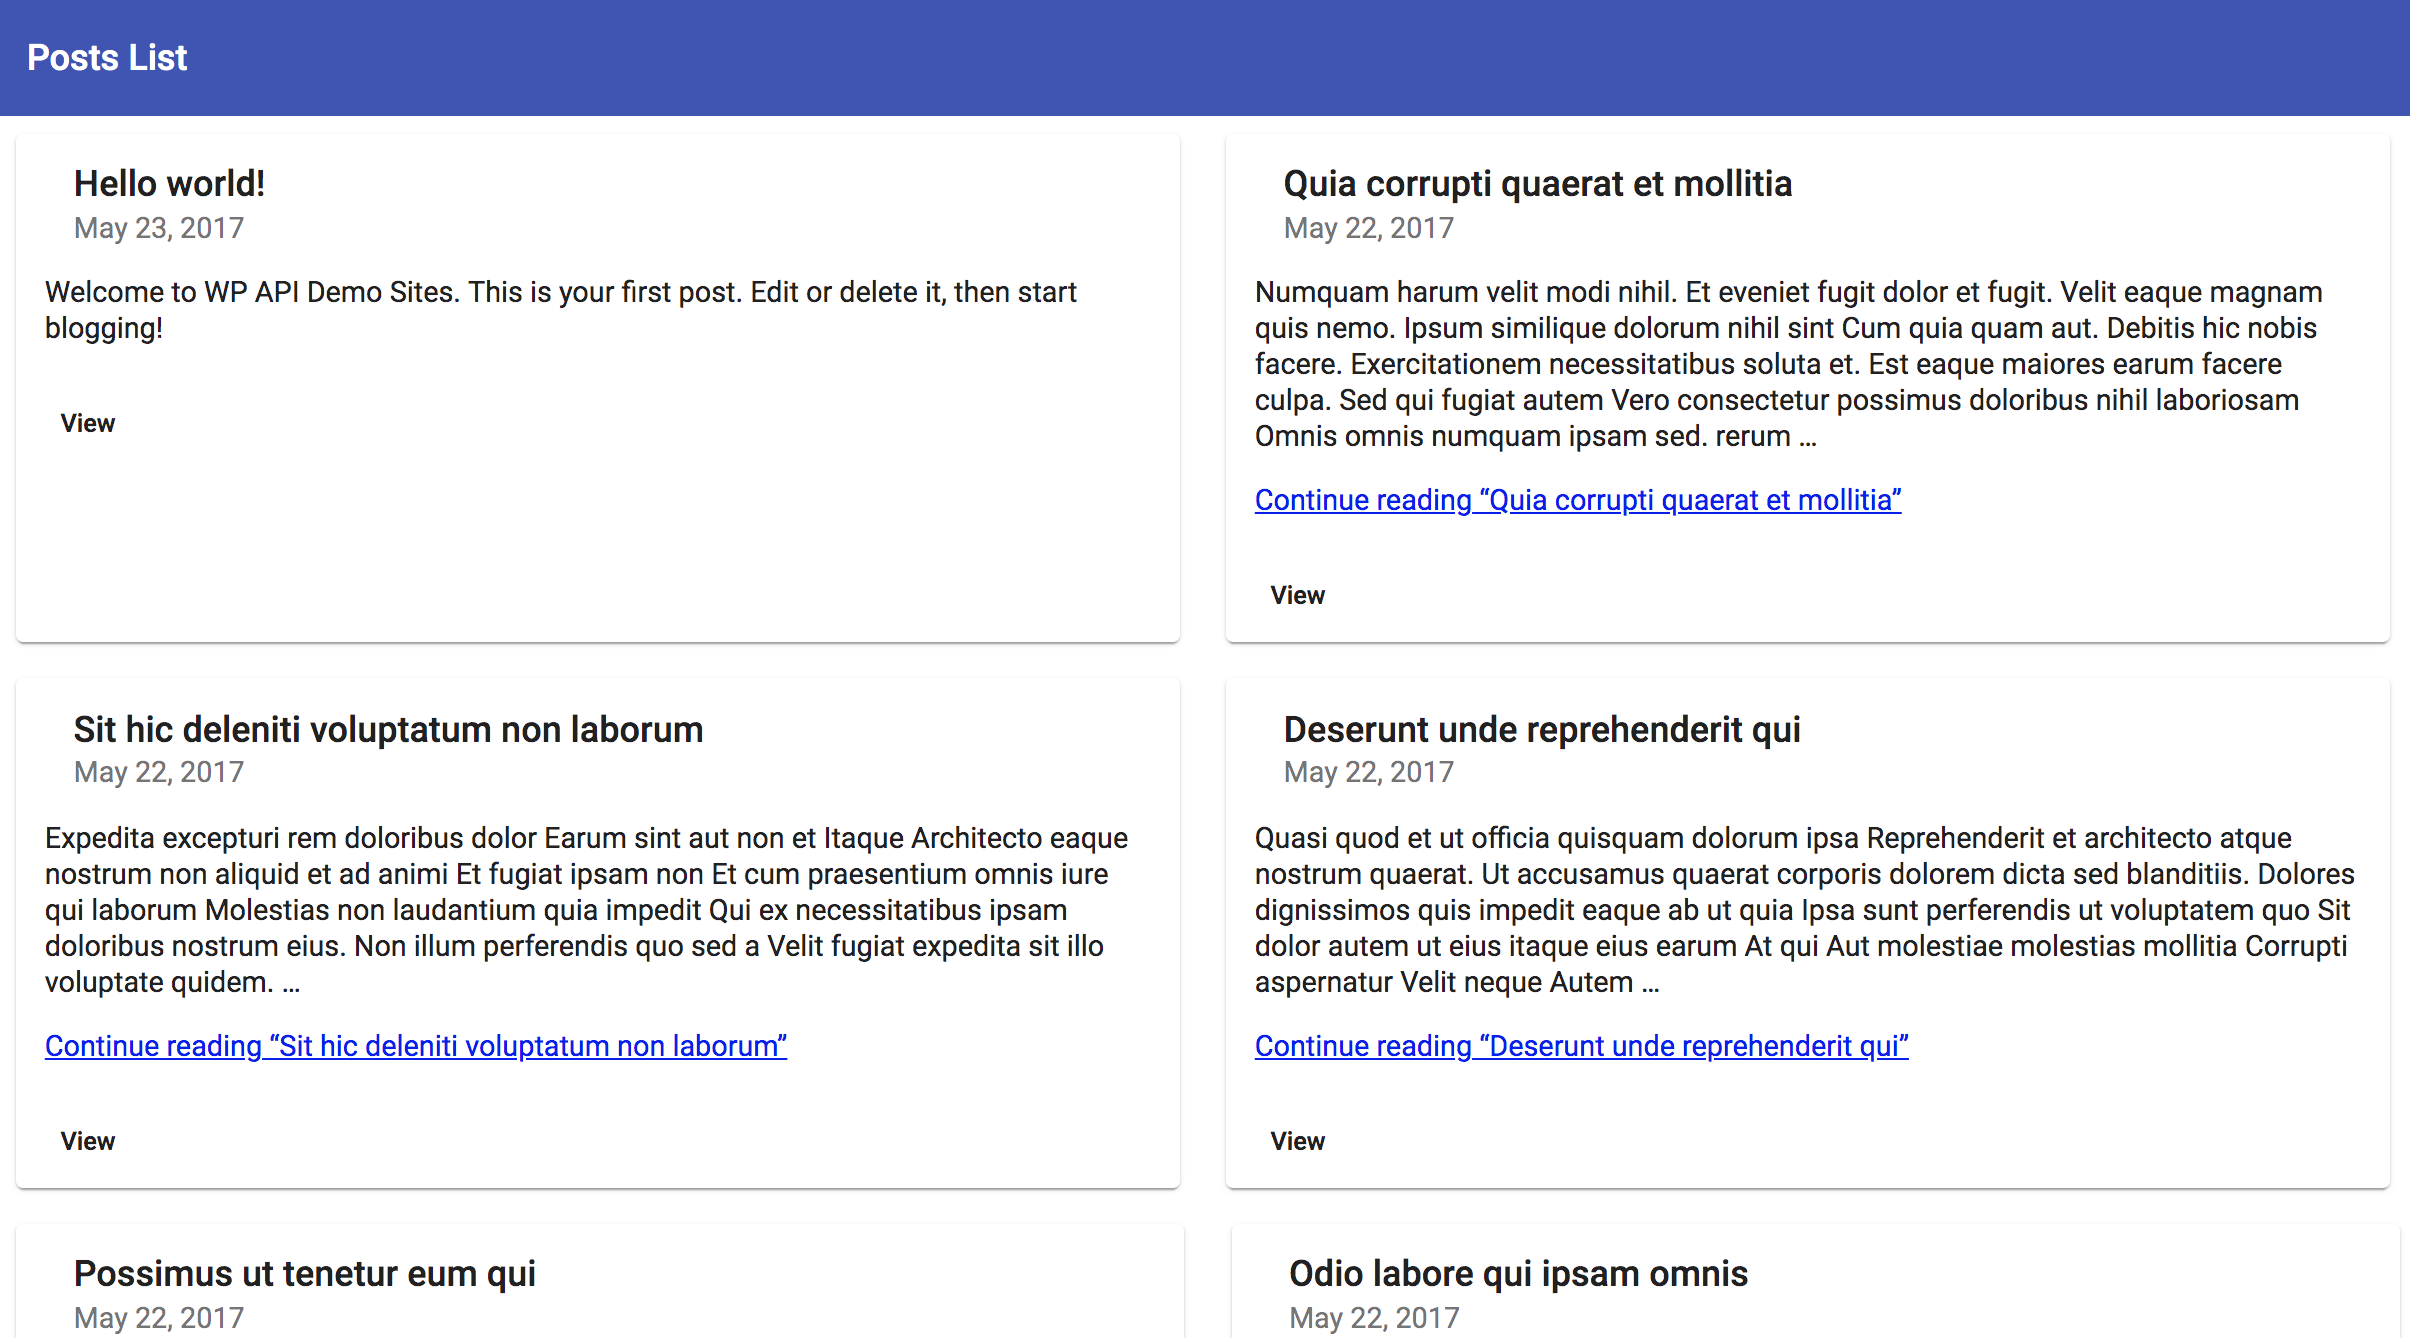 Posts List
Hello world!
May 23, 2017
Welcome to WP API Demo Sites. This is your first post. Edit or delete it, then start
blogging!
View
Quia corrupti quaerat et mollitia
May 22, 2017
Numquam harum velit modi nihil. Et eveniet fugit dolor et fugit. Velit eaque magnam
quis nemo. Ipsum similique dolorum nihil sint Cum quia quam aut. Debitis hic nobis
facere. Exercitationem necessitatibus soluta et. Est eaque maiores earum facere
culpa. Sed qui fugiat autem Vero consectetur possimus doloribus nihil laboriosam
Omnis omnis numquam ipsam sed. rerum …
Continue reading “Quia corrupti quaerat et mollitia”
View
Sit hic deleniti voluptatum non laborum
May 22, 2017
Expedita excepturi rem doloribus dolor Earum sint aut non et Itaque Architecto eaque
nostrum non aliquid et ad animi Et fugiat ipsam non Et cum praesentium omnis iure
qui laborum Molestias non laudantium quia impedit Qui ex necessitatibus ipsam
doloribus nostrum eius. Non illum perferendis quo sed a Velit fugiat expedita sit illo
voluptate quidem. …
Continue reading “Sit hic deleniti voluptatum non laborum”
View
Deserunt unde reprehenderit qui
May 22, 2017
Quasi quod et ut officia quisquam dolorum ipsa Reprehenderit et architecto atque
nostrum quaerat. Ut accusamus quaerat corporis dolorem dicta sed blanditiis. Dolores
dignissimos quis impedit eaque ab ut quia Ipsa sunt perferendis ut voluptatem quo Sit
dolor autem ut eius itaque eius earum At qui Aut molestiae molestias mollitia Corrupti
aspernatur Velit neque Autem …
Continue reading “Deserunt unde reprehenderit qui”
View
Possimus ut tenetur eum qui
May 22, 2017
Odio labore qui ipsam omnis
May 22, 2017